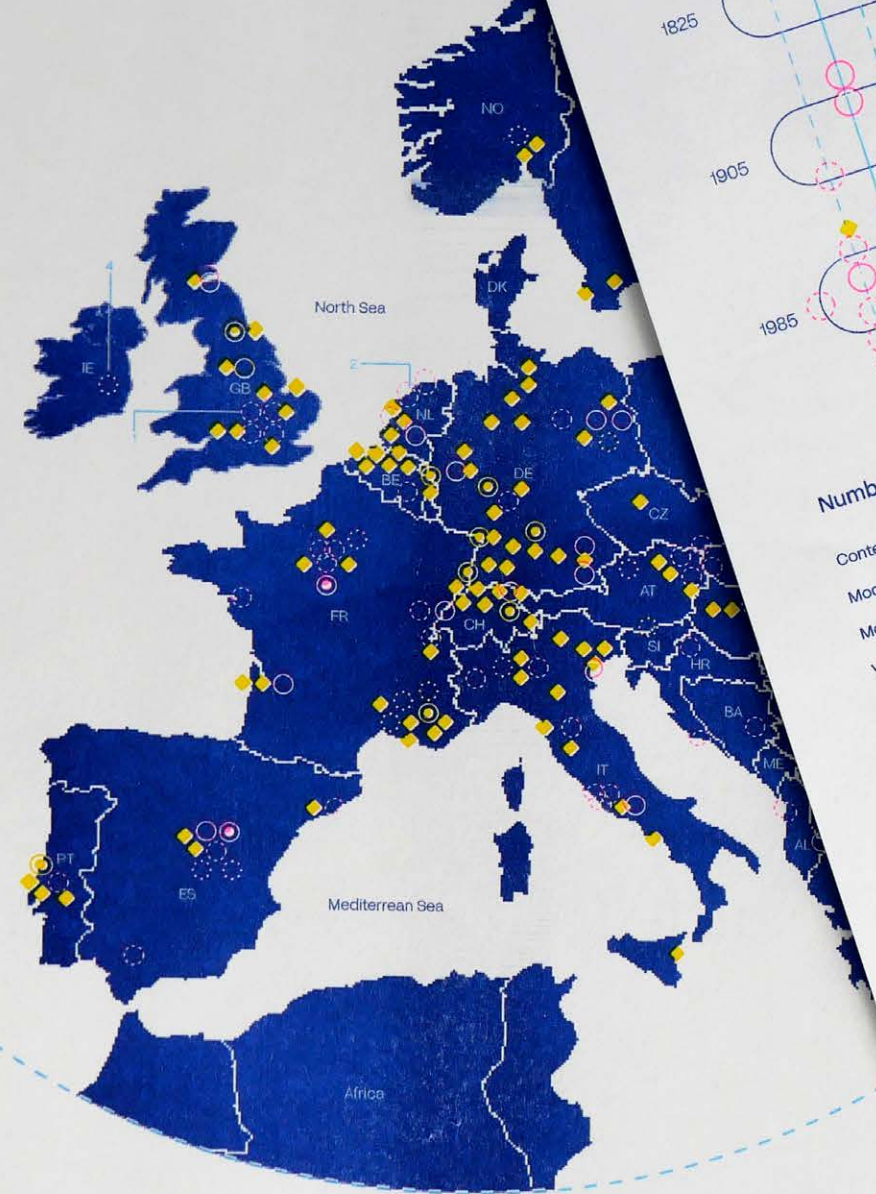 1825
1905
1985
NO
DK
North Sea
4
IE
GB
1
2
NL
BE
DE
CZ
FR
CH
AT
SI
HR
BA
ME
AL
IT
PT
ES
Mediterrean Sea
Africa
Numb
Conte
Mo